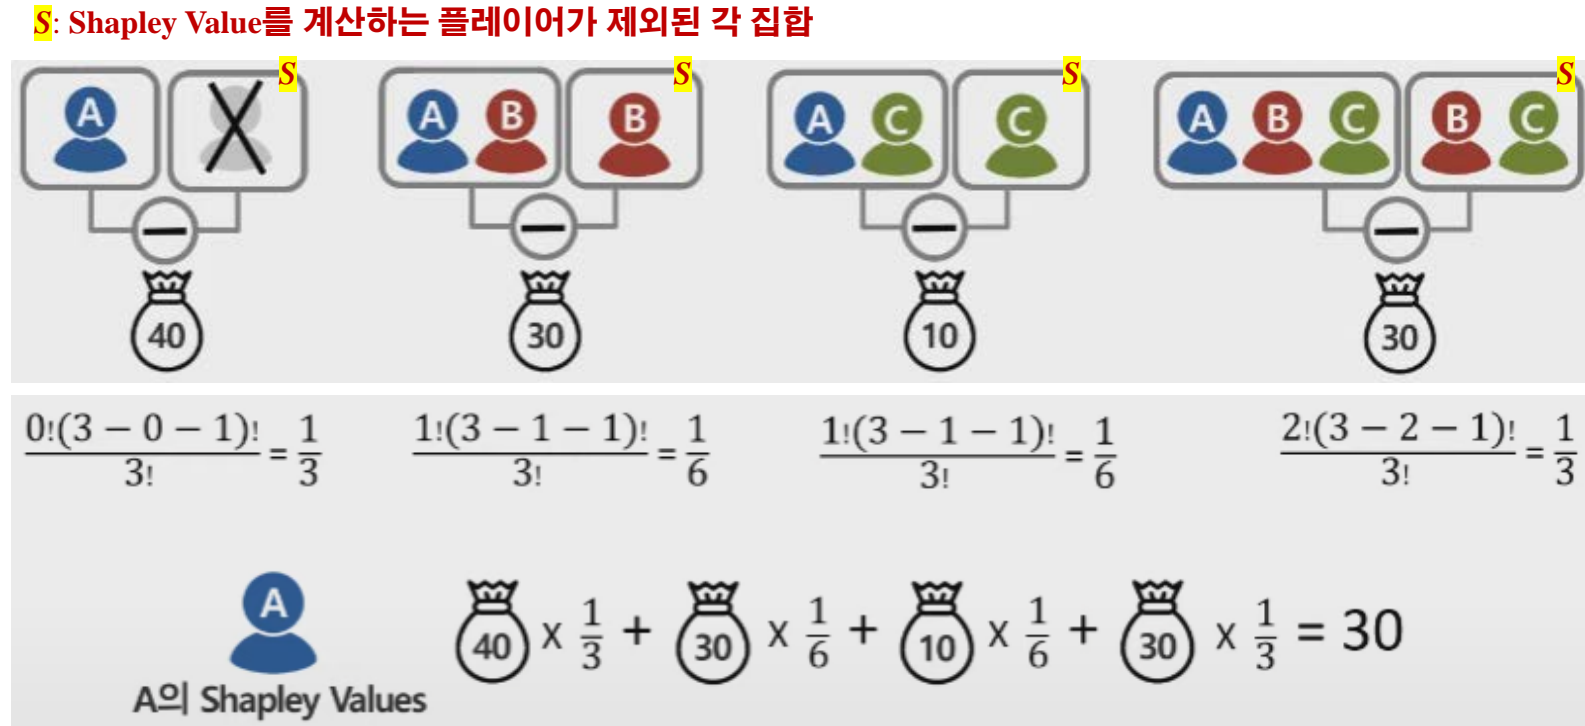 S: Shapley Value를 계산하는 플레이어가 제외된 각 집합
S S S S
A A B B A C C A B C B C
40 30 10 30
0!(3 − 0 − 1)!/3! = 1/3 1!(3 − 1 − 1)!/3! = 1/6 1!(3 − 1 − 1)!/3! = 1/6 2!(3 − 2 − 1)!/3! = 1/3
A 40 x 1/3 + 30 x 1/6 + 10 x 1/6 + 30 x 1/3 = 30
A의 Shapley Values